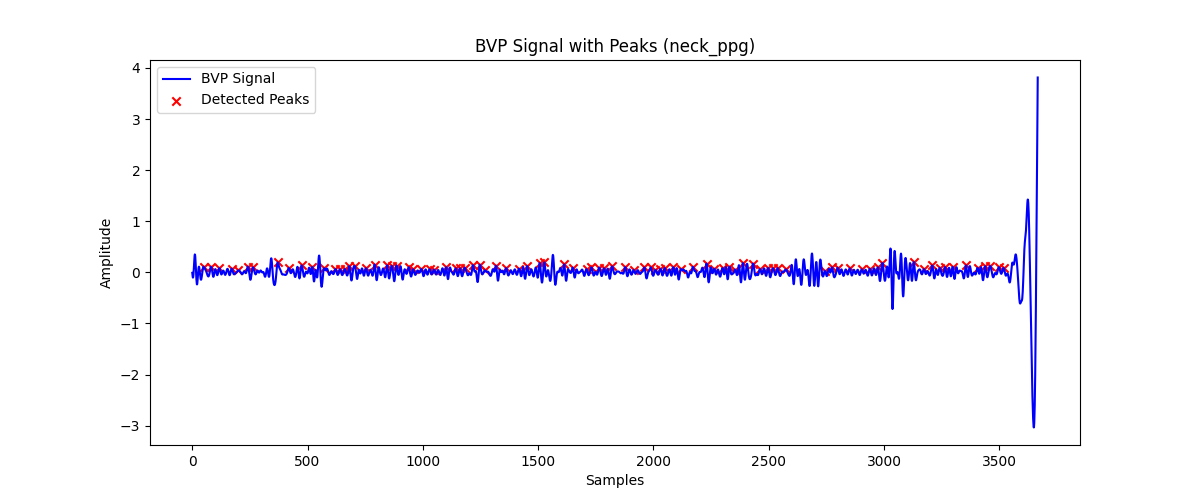 BVP Signal with Peaks (neck_ppg)
BVP Signal
Detected Peaks
Amplitude
4
3
2
1
0
−1
−2
−3
0 500 1000 1500 2000 2500 3000 3500
Samples